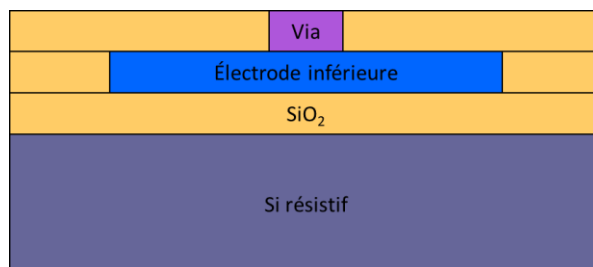 Via
Électrode inférieure
SiO₂
Si résistif